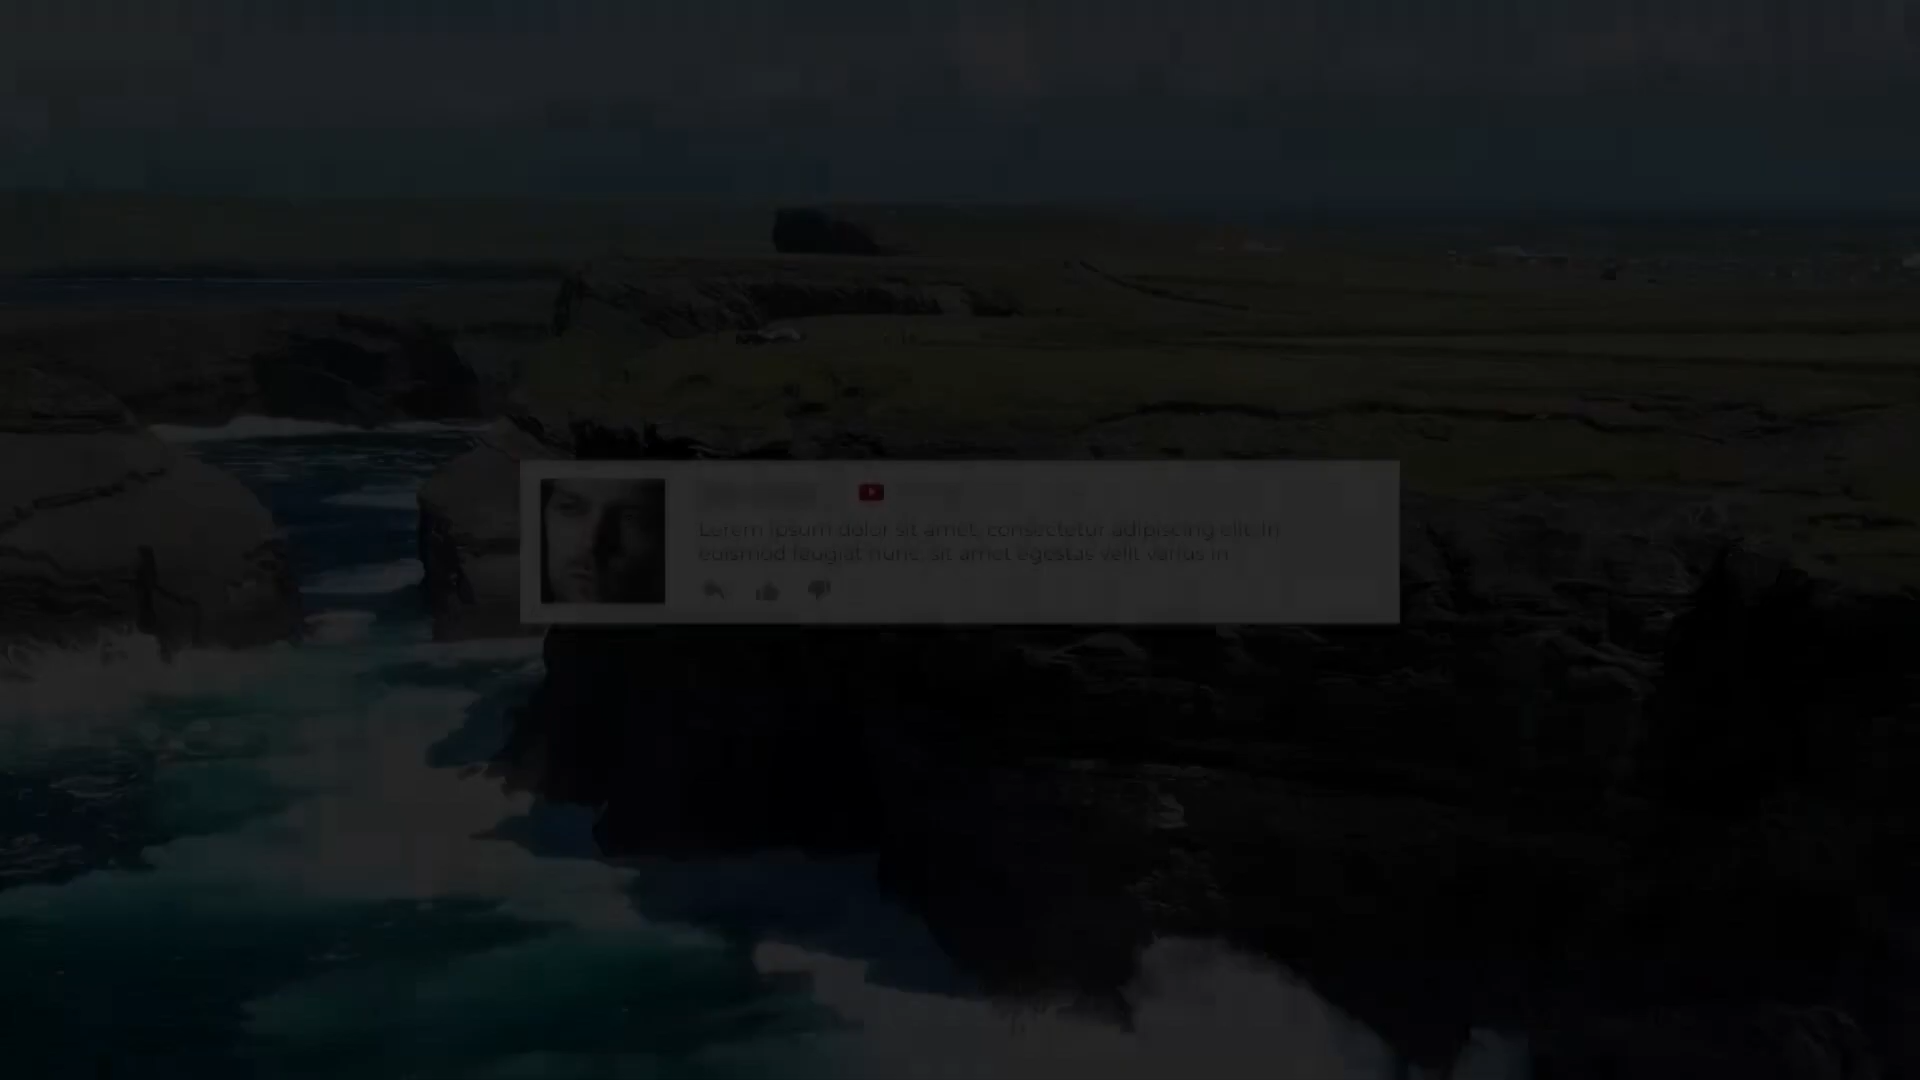 Lorem ipsum dolor sit amet, consectetur adipiscing elit. In
euismod feugiat nunc, sit amet egestas velit varius in